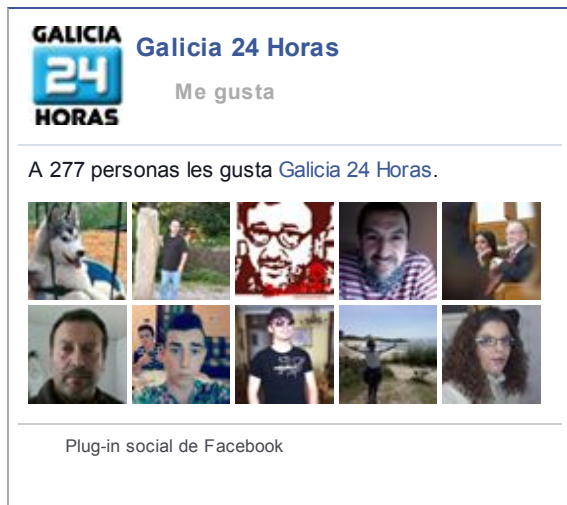 GALICIA
24
HORAS
Galicia 24 Horas
Me gusta
A 277 personas les gusta Galicia 24 Horas.
Plug-in social de Facebook